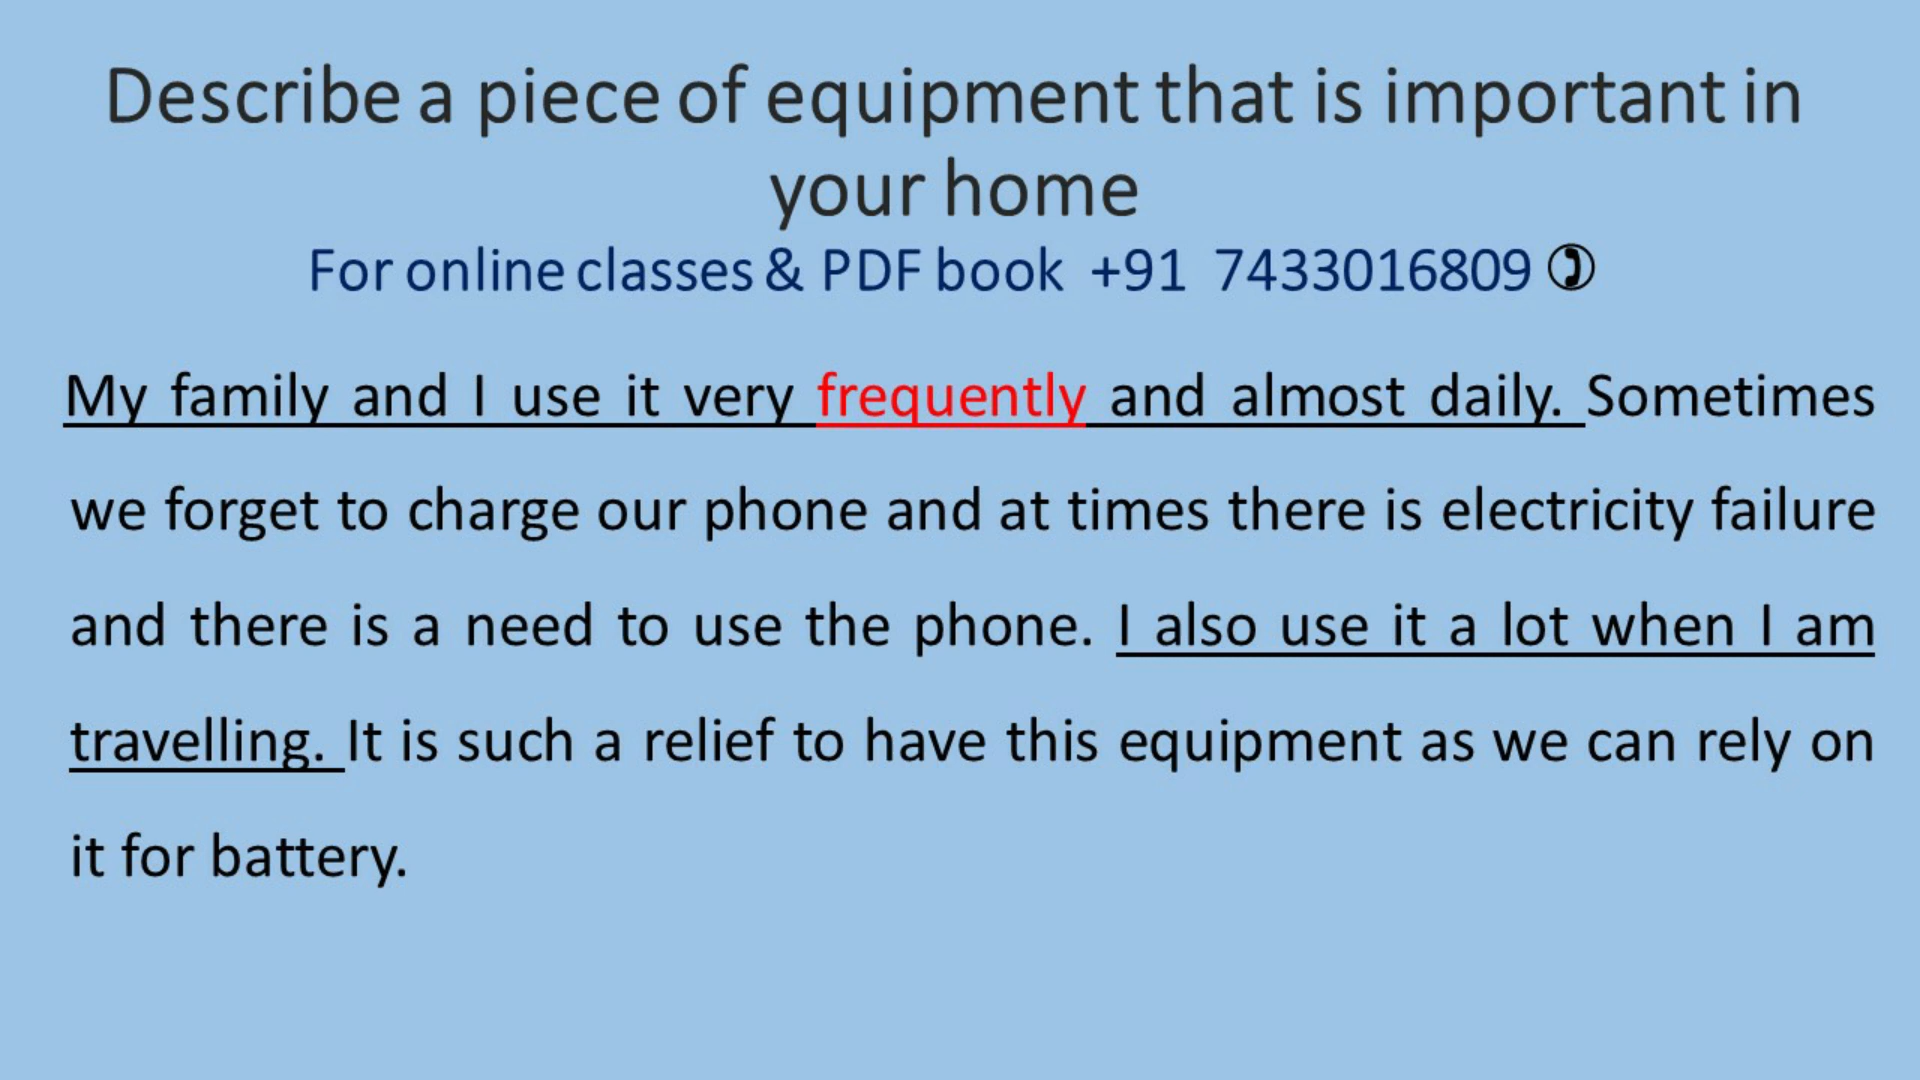 Describe a piece of equipment that is important in
your home
For online classes & PDF book +91 7433016809
My family and I use it very frequently and almost daily. Sometimes
we forget to charge our phone and at times there is electricity failure
and there is a need to use the phone. I also use it a lot when I am
travelling. It is such a relief to have this equipment as we can rely on
it for battery.